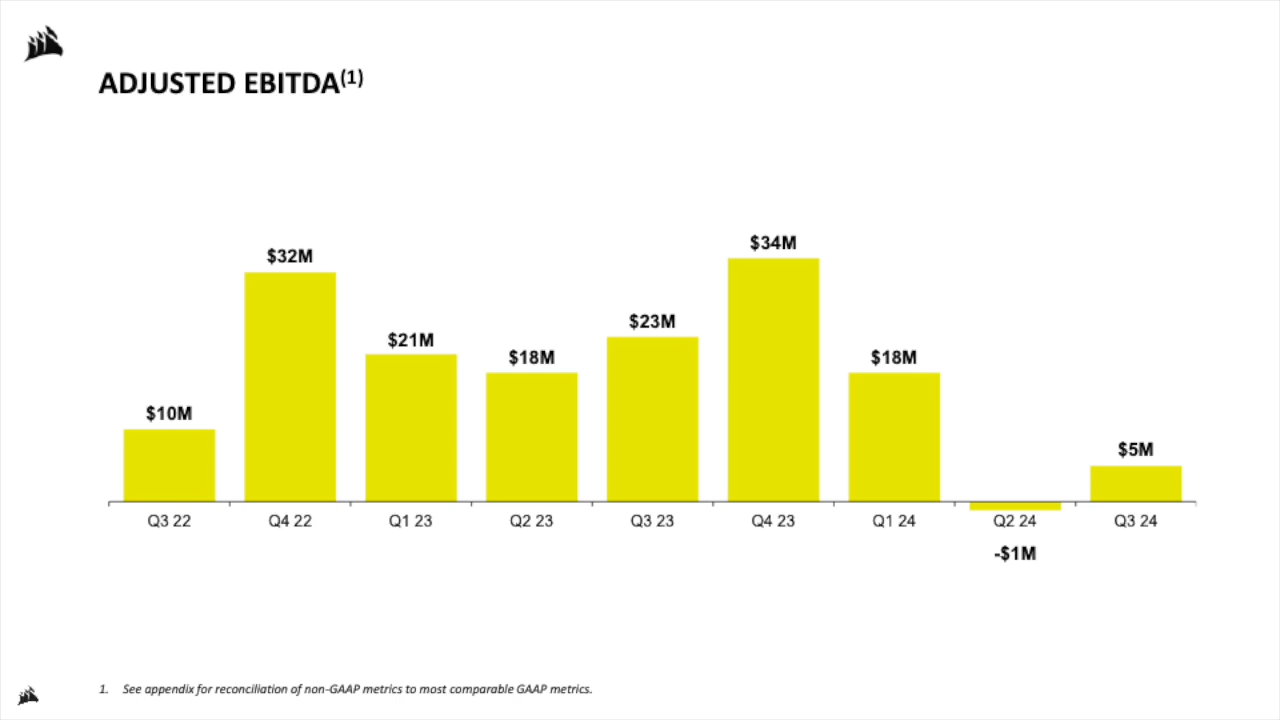 ADJUSTED EBITDA(1)
$10M
$32M
$21M
$18M
$23M
$34M
$18M
-$1M
$5M
Q3 22
Q4 22
Q1 23
Q2 23
Q3 23
Q4 23
Q1 24
Q2 24
Q3 24
1. See appendix for reconciliation of non-GAAP metrics to most comparable GAAP metrics.